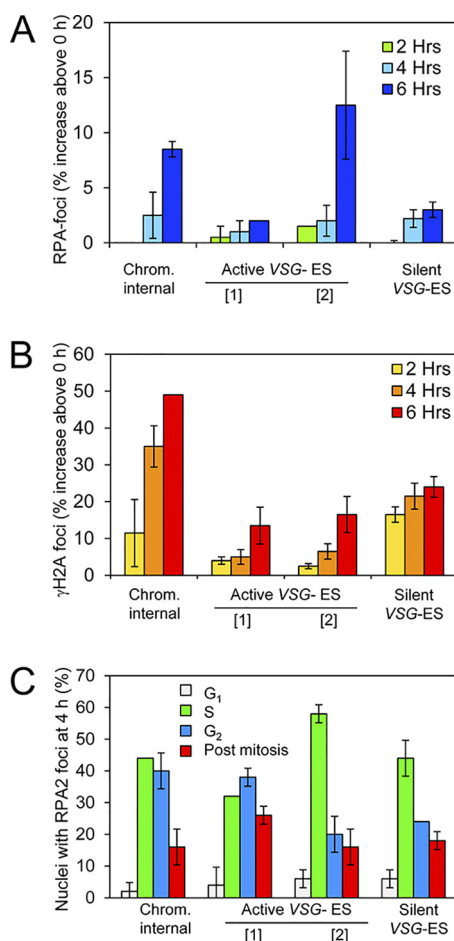 A
RPA-foci (% increase above 0 h)
20
15
10
5
0
2 Hrs
4 Hrs
6 Hrs
Chrom.
internal
Active VSG- ES
[1]
[2]
Silent
VSG-ES
B
γH2A foci (% increase above 0 h)
60
50
40
30
20
10
0
2 Hrs
4 Hrs
6 Hrs
Chrom.
internal
Active VSG- ES
[1]
[2]
Silent
VSG-ES
C
Nuclei with RPA2 foci at 4 h (%)
70
60
50
40
30
20
10
0
G₁
S
G₂
Post mitosis
Chrom.
internal
Active VSG- ES
[1]
[2]
Silent
VSG-ES